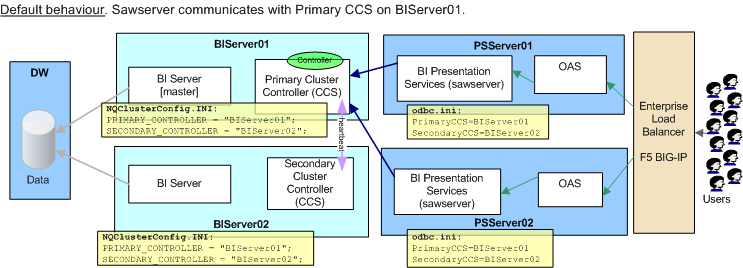 Default behaviour. Sawserver communicates with Primary CCS on BIServer01.
BIServer01
PSServer01
DW
BI Server
[master]
Controller
Primary Cluster
Controller (CCS)
BI Presentation
Services (sawserver)
OAS
NQClusterConfig.INI:
PRIMARY_CONTROLLER = "BIServer01";
SECONDARY_CONTROLLER = "BIServer02";
odbc.ini:
PrimaryCCS=BIServer01
SecondaryCCS=BIServer02
Enterprise
Load
Balancer
F5 BIG-IP
heartbeat
Data
BI Server
Secondary
Cluster
Controller
(CCS)
BI Presentation
Services
(sawserver)
OAS
Users
BIServer02
PSServer02
NQClusterConfig.INI:
PRIMARY_CONTROLLER = "BIServer01";
SECONDARY_CONTROLLER = "BIServer02";
odbc.ini:
PrimaryCCS=BIServer01
SecondaryCCS=BIServer02